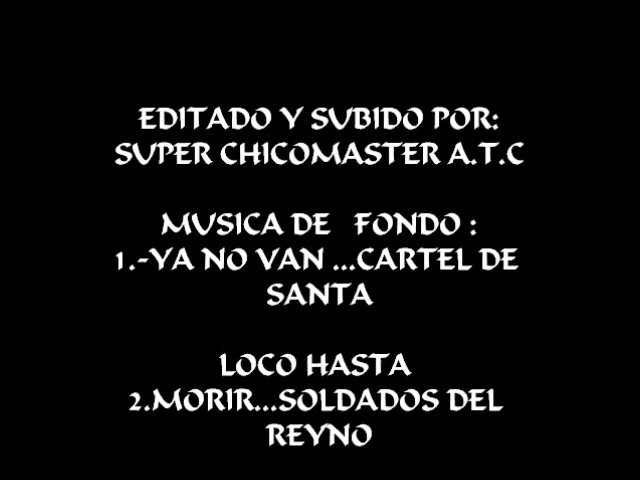 EDITADO Y SUBIDO POR:
SUPER CHICOMASTER A.T.C
MUSICA DE FONDO :
1.-YA NO VAN ...CARTEL DE
SANTA
LOCO HASTA
2.MORIR...SOLDADOS DEL
REYNO